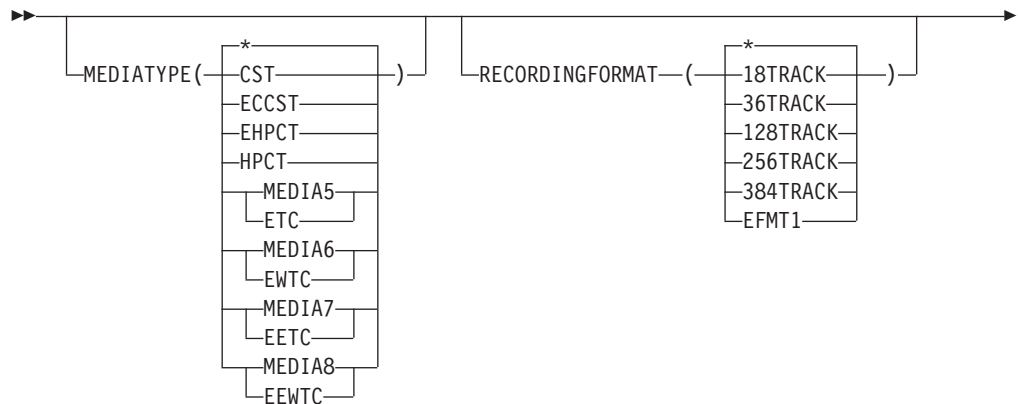 *
*
MEDIATYPE( CST ) RECORDINGFORMAT ( 18TRACK )
ECCST 36TRACK
EHPCT 128TRACK
HPCT 256TRACK
MEDIA5 384TRACK
ETC EFMT1
MEDIA6
EWTC
MEDIA7
EETC
MEDIA8
EEWTC